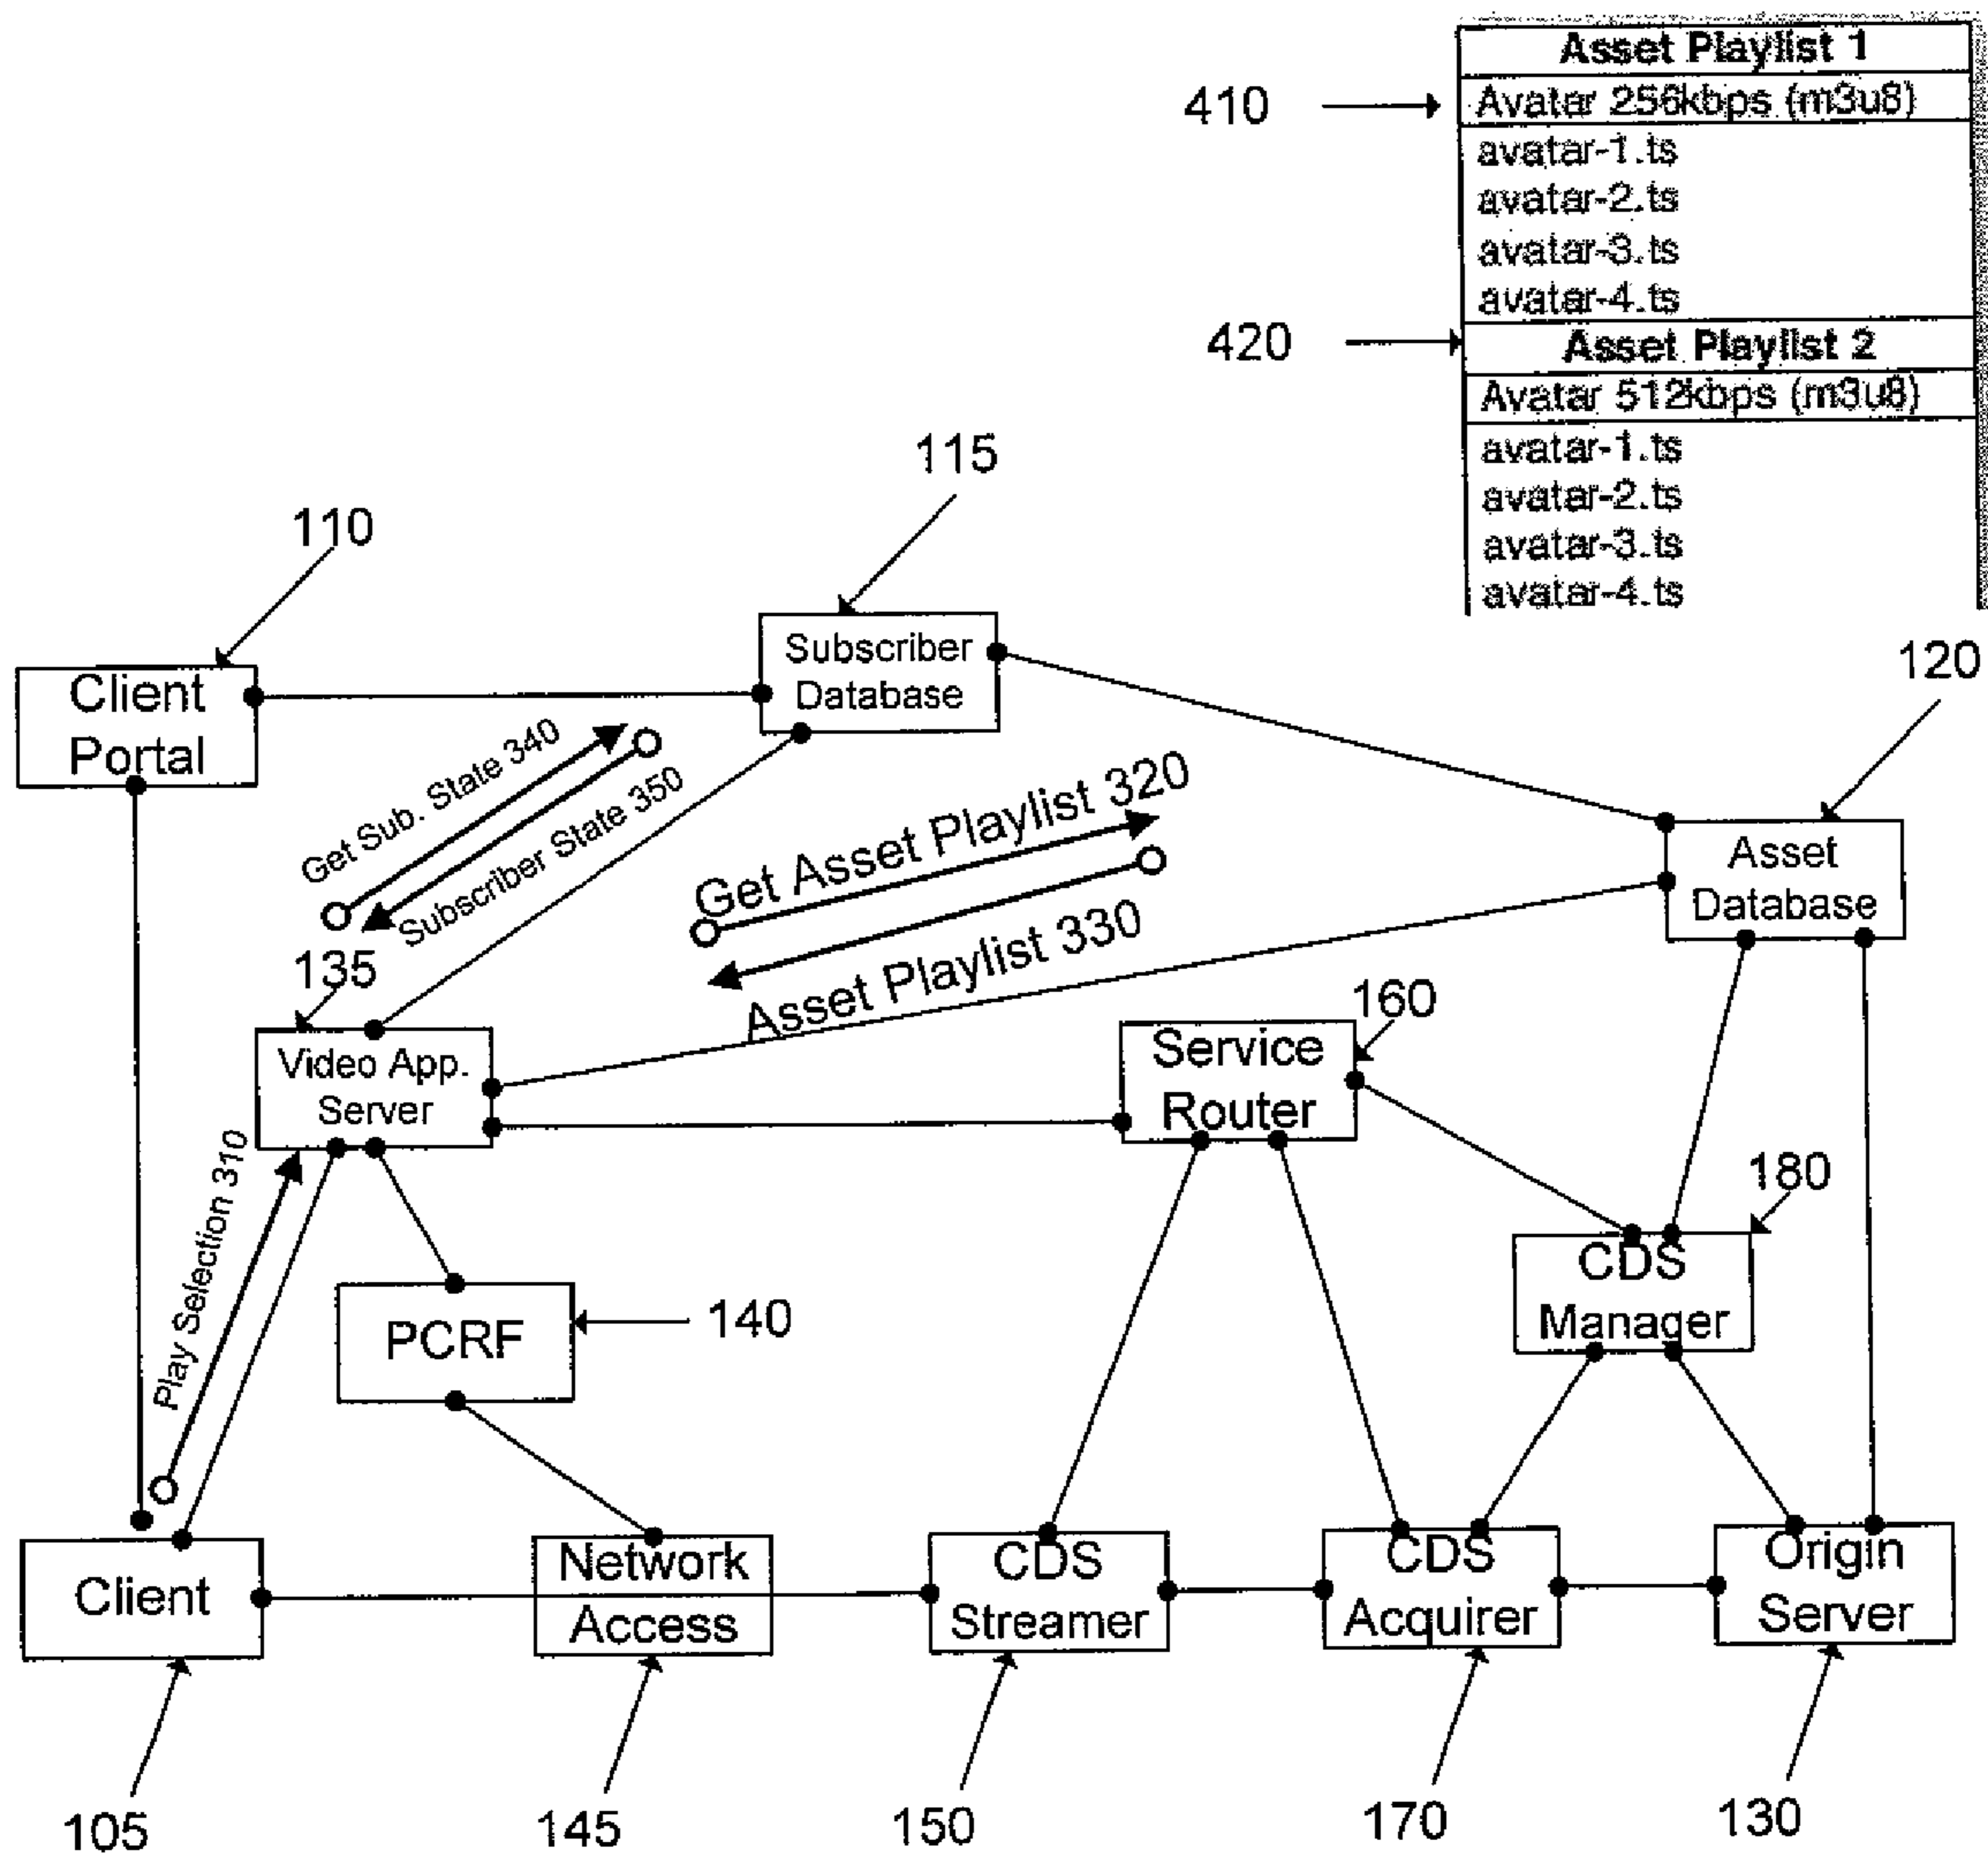 Asset Playlist 1
410
Avatar 256kbps (m3u8)
avatar-1.ts
avatar-2.ts
avatar-3.ts
avatar-4.ts
420
Asset Playlist 2
Avatar 512kbps (m3u8)
avatar-1.ts
avatar-2.ts
avatar-3.ts
avatar-4.ts
115
110
Subscriber
Database
120
Client
Portal
Get Sub. State 340
Subscriber State 350
Get Asset Playlist 320
Asset Playlist 330
Asset
Database
135
160
Video App.
Server
Service
Router
Play Selection 310
180
CDS
Manager
PCRF
140
Client
Network
Access
CDS
Streamer
CDS
Acquirer
Origin
Server
105
145
150
170
130